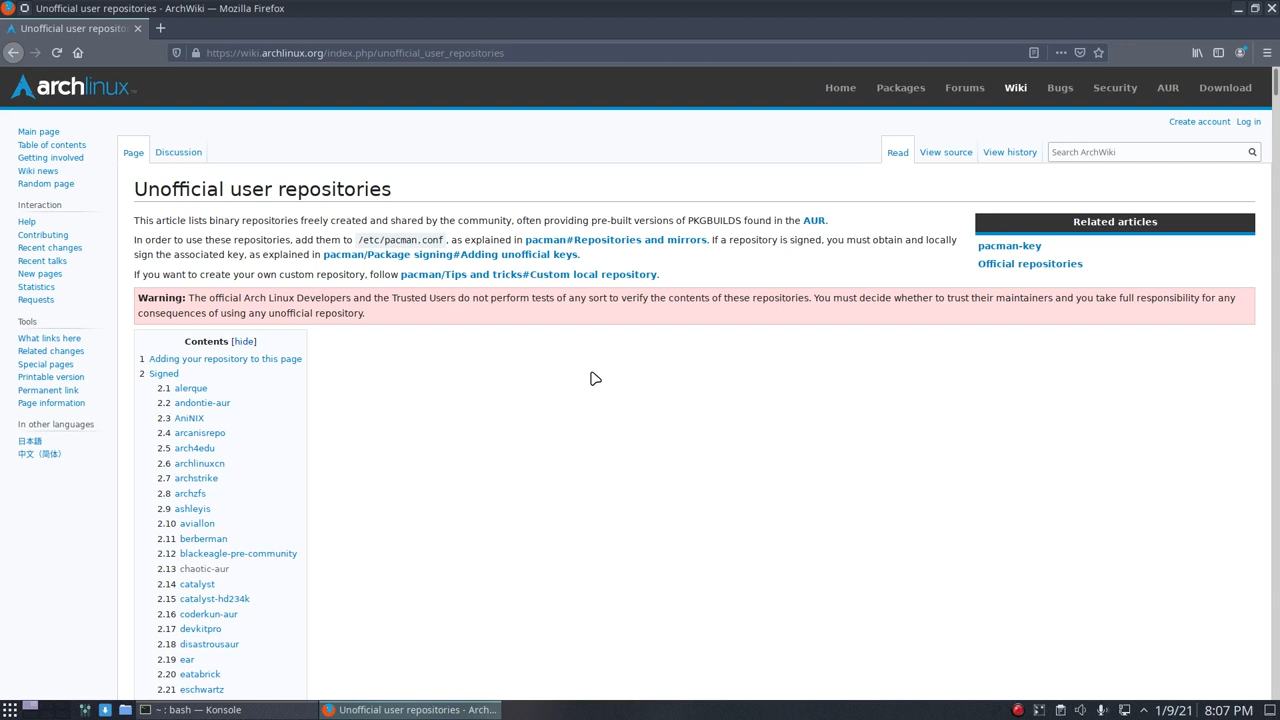 Unofficial user repositories - ArchWiki — Mozilla Firefox
Unofficial user reposito
https://wiki.archlinux.org/index.php/unofficial_user_repositories
archlinux
Home Packages Forums Wiki Bugs Security AUR Download
Create account Log in
Main page
Table of contents
Getting involved
Wiki news
Random page
Interaction
Help
Contributing
Recent changes
Recent talks
New pages
Statistics
Requests
Tools
What links here
Related changes
Special pages
Printable version
Permanent link
Page information
In other languages
日本語
中文（简体）
Page Discussion Read View source View history Search ArchWiki
Unofficial user repositories
This article lists binary repositories freely created and shared by the community, often providing pre-built versions of PKGBUILDS found in the AUR.
In order to use these repositories, add them to /etc/pacman.conf, as explained in pacman#Repositories and mirrors. If a repository is signed, you must obtain and locally
sign the associated key, as explained in pacman/Package signing#Adding unofficial keys.
If you want to create your own custom repository, follow pacman/Tips and tricks#Custom local repository.
Related articles
pacman-key
Official repositories
Warning: The official Arch Linux Developers and the Trusted Users do not perform tests of any sort to verify the contents of these repositories. You must decide whether to trust their maintainers and you take full responsibility for any
consequences of using any unofficial repository.
Contents [hide]
1 Adding your repository to this page
2 Signed
2.1 alerque
2.2 andontie-aur
2.3 AniNIX
2.4 arcanisrepo
2.5 arch4edu
2.6 archlinuxcn
2.7 archstrike
2.8 archzfs
2.9 ashleyis
2.10 aviallon
2.11 berberman
2.12 blackeagle-pre-community
2.13 chaotic-aur
2.14 catalyst
2.15 catalyst-hd234k
2.16 coderkun-aur
2.17 devkitpro
2.18 disastrousaur
2.19 ear
2.20 eatabrick
2.21 eschwartz
~ : bash — Konsole
Unofficial user repositories - Arch...
1/9/21 8:07 PM